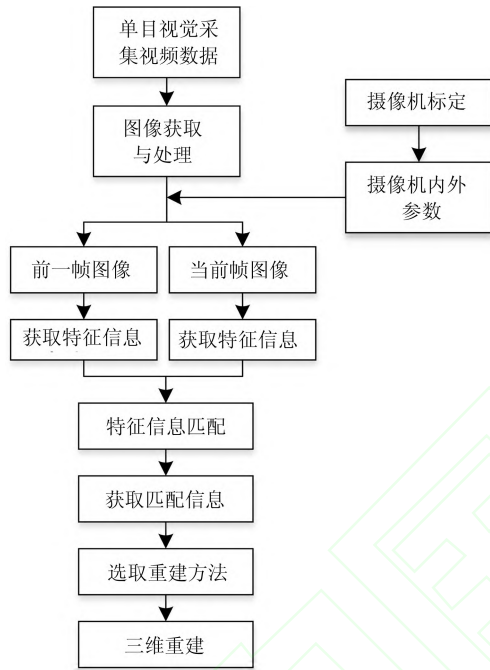 单目视觉采
集视频数据
图像获取
与处理
摄像机标定
摄像机内外
参数
前一帧图像
当前帧图像
获取特征信息
获取特征信息
特征信息匹配
获取匹配信息
选取重建方法
三维重建